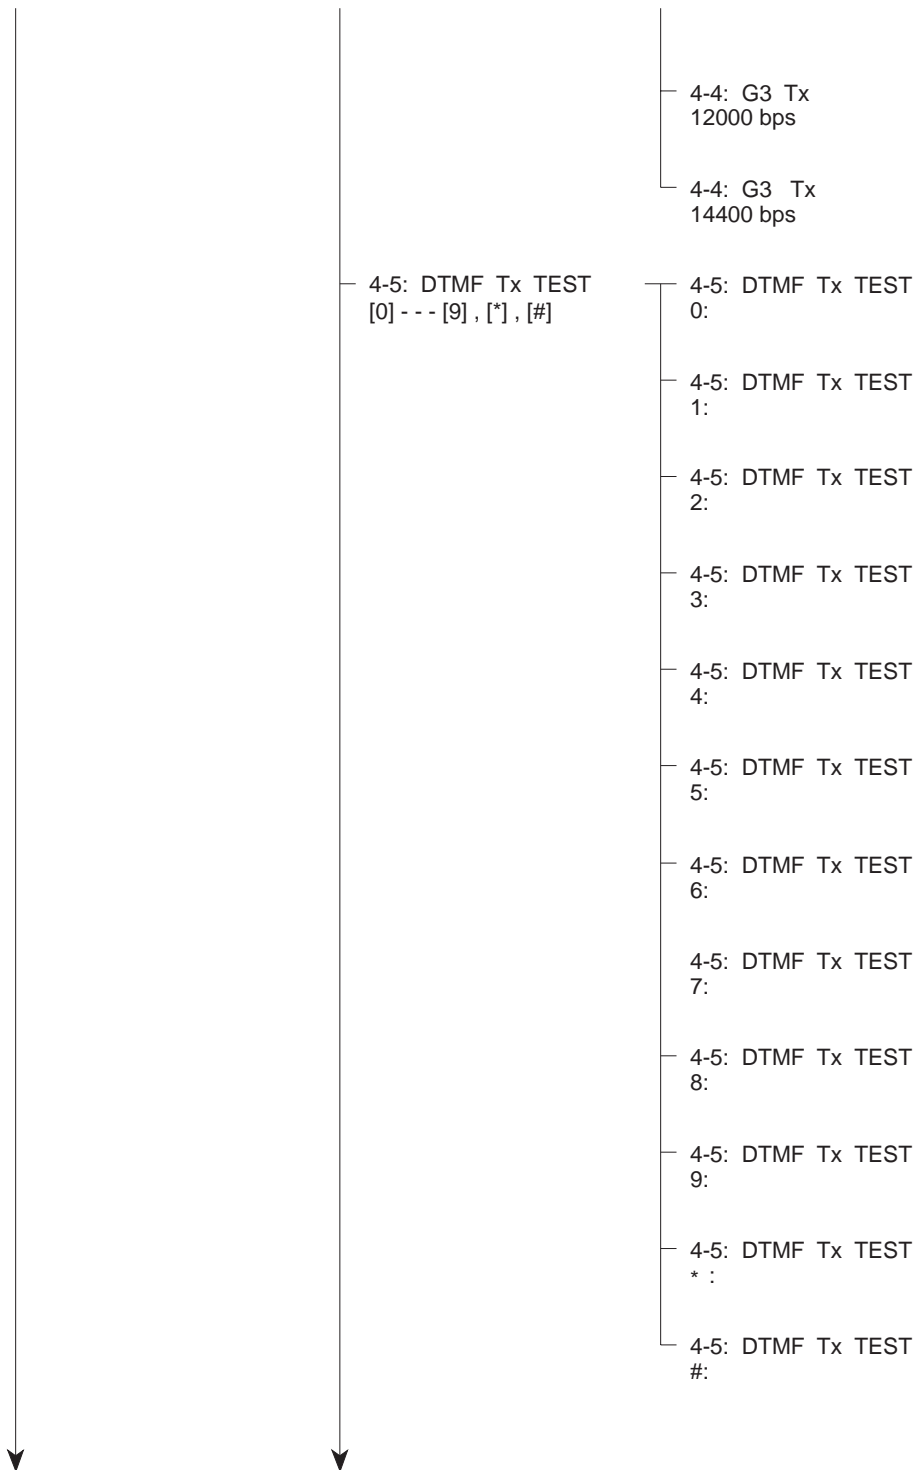 4-4: G3 Tx
12000 bps
4-4: G3 Tx
14400 bps
4-5: DTMF Tx TEST
[0] - - - [9] , [*] , [#]
4-5: DTMF Tx TEST
0:
4-5: DTMF Tx TEST
1:
4-5: DTMF Tx TEST
2:
4-5: DTMF Tx TEST
3:
4-5: DTMF Tx TEST
4:
4-5: DTMF Tx TEST
5:
4-5: DTMF Tx TEST
6:
4-5: DTMF Tx TEST
7:
4-5: DTMF Tx TEST
8:
4-5: DTMF Tx TEST
9:
4-5: DTMF Tx TEST
* :
4-5: DTMF Tx TEST
#: